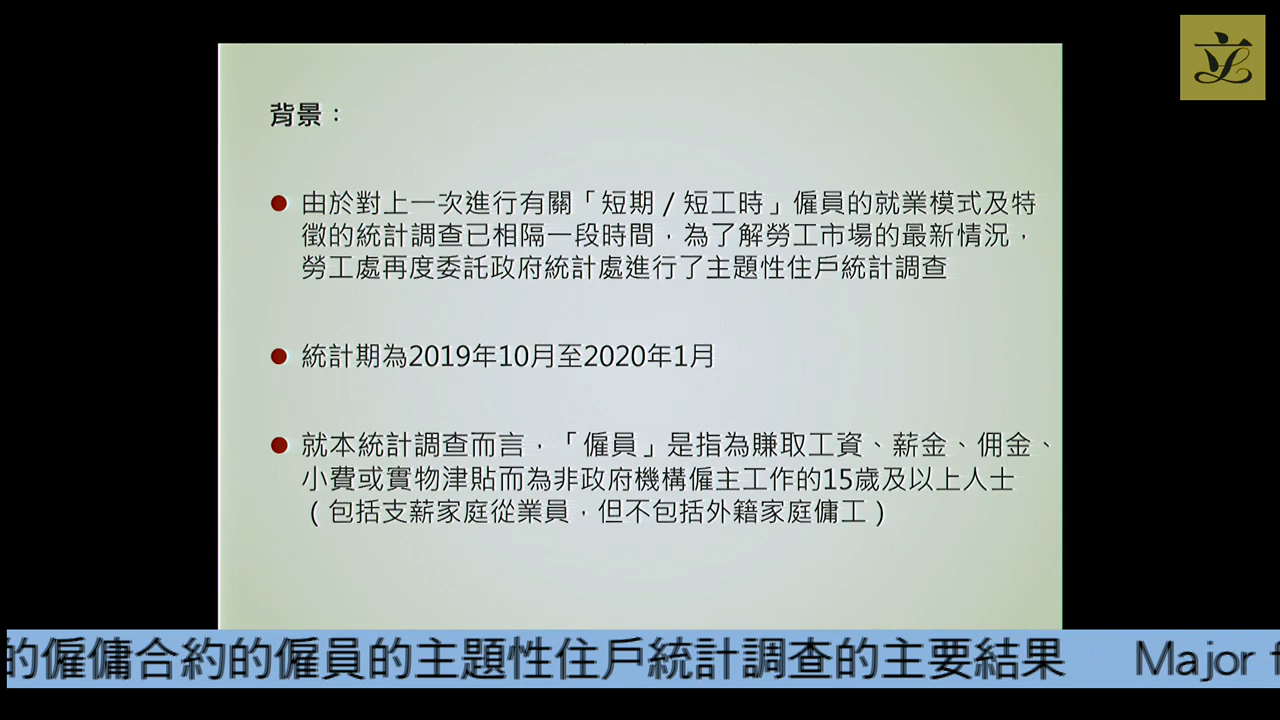 背景：
由於對上一次進行有關「短期 / 短工時」僱員的就業模式及特
徵的統計調查已相隔一段時間，為了解勞工市場的最新情況，
勞工處再度委託政府統計處進行了主題性住戶統計調查
統計期為2019年10月至2020年1月
就本統計調查而言，「僱員」是指為賺取工資、薪金、佣金、
小費或實物津貼而為非政府機構僱主工作的15歲及以上人士
（包括支薪家庭從業員，但不包括外籍家庭傭工）
的僱傭合約的僱員的主題性住戶統計調查的主要結果 Major f